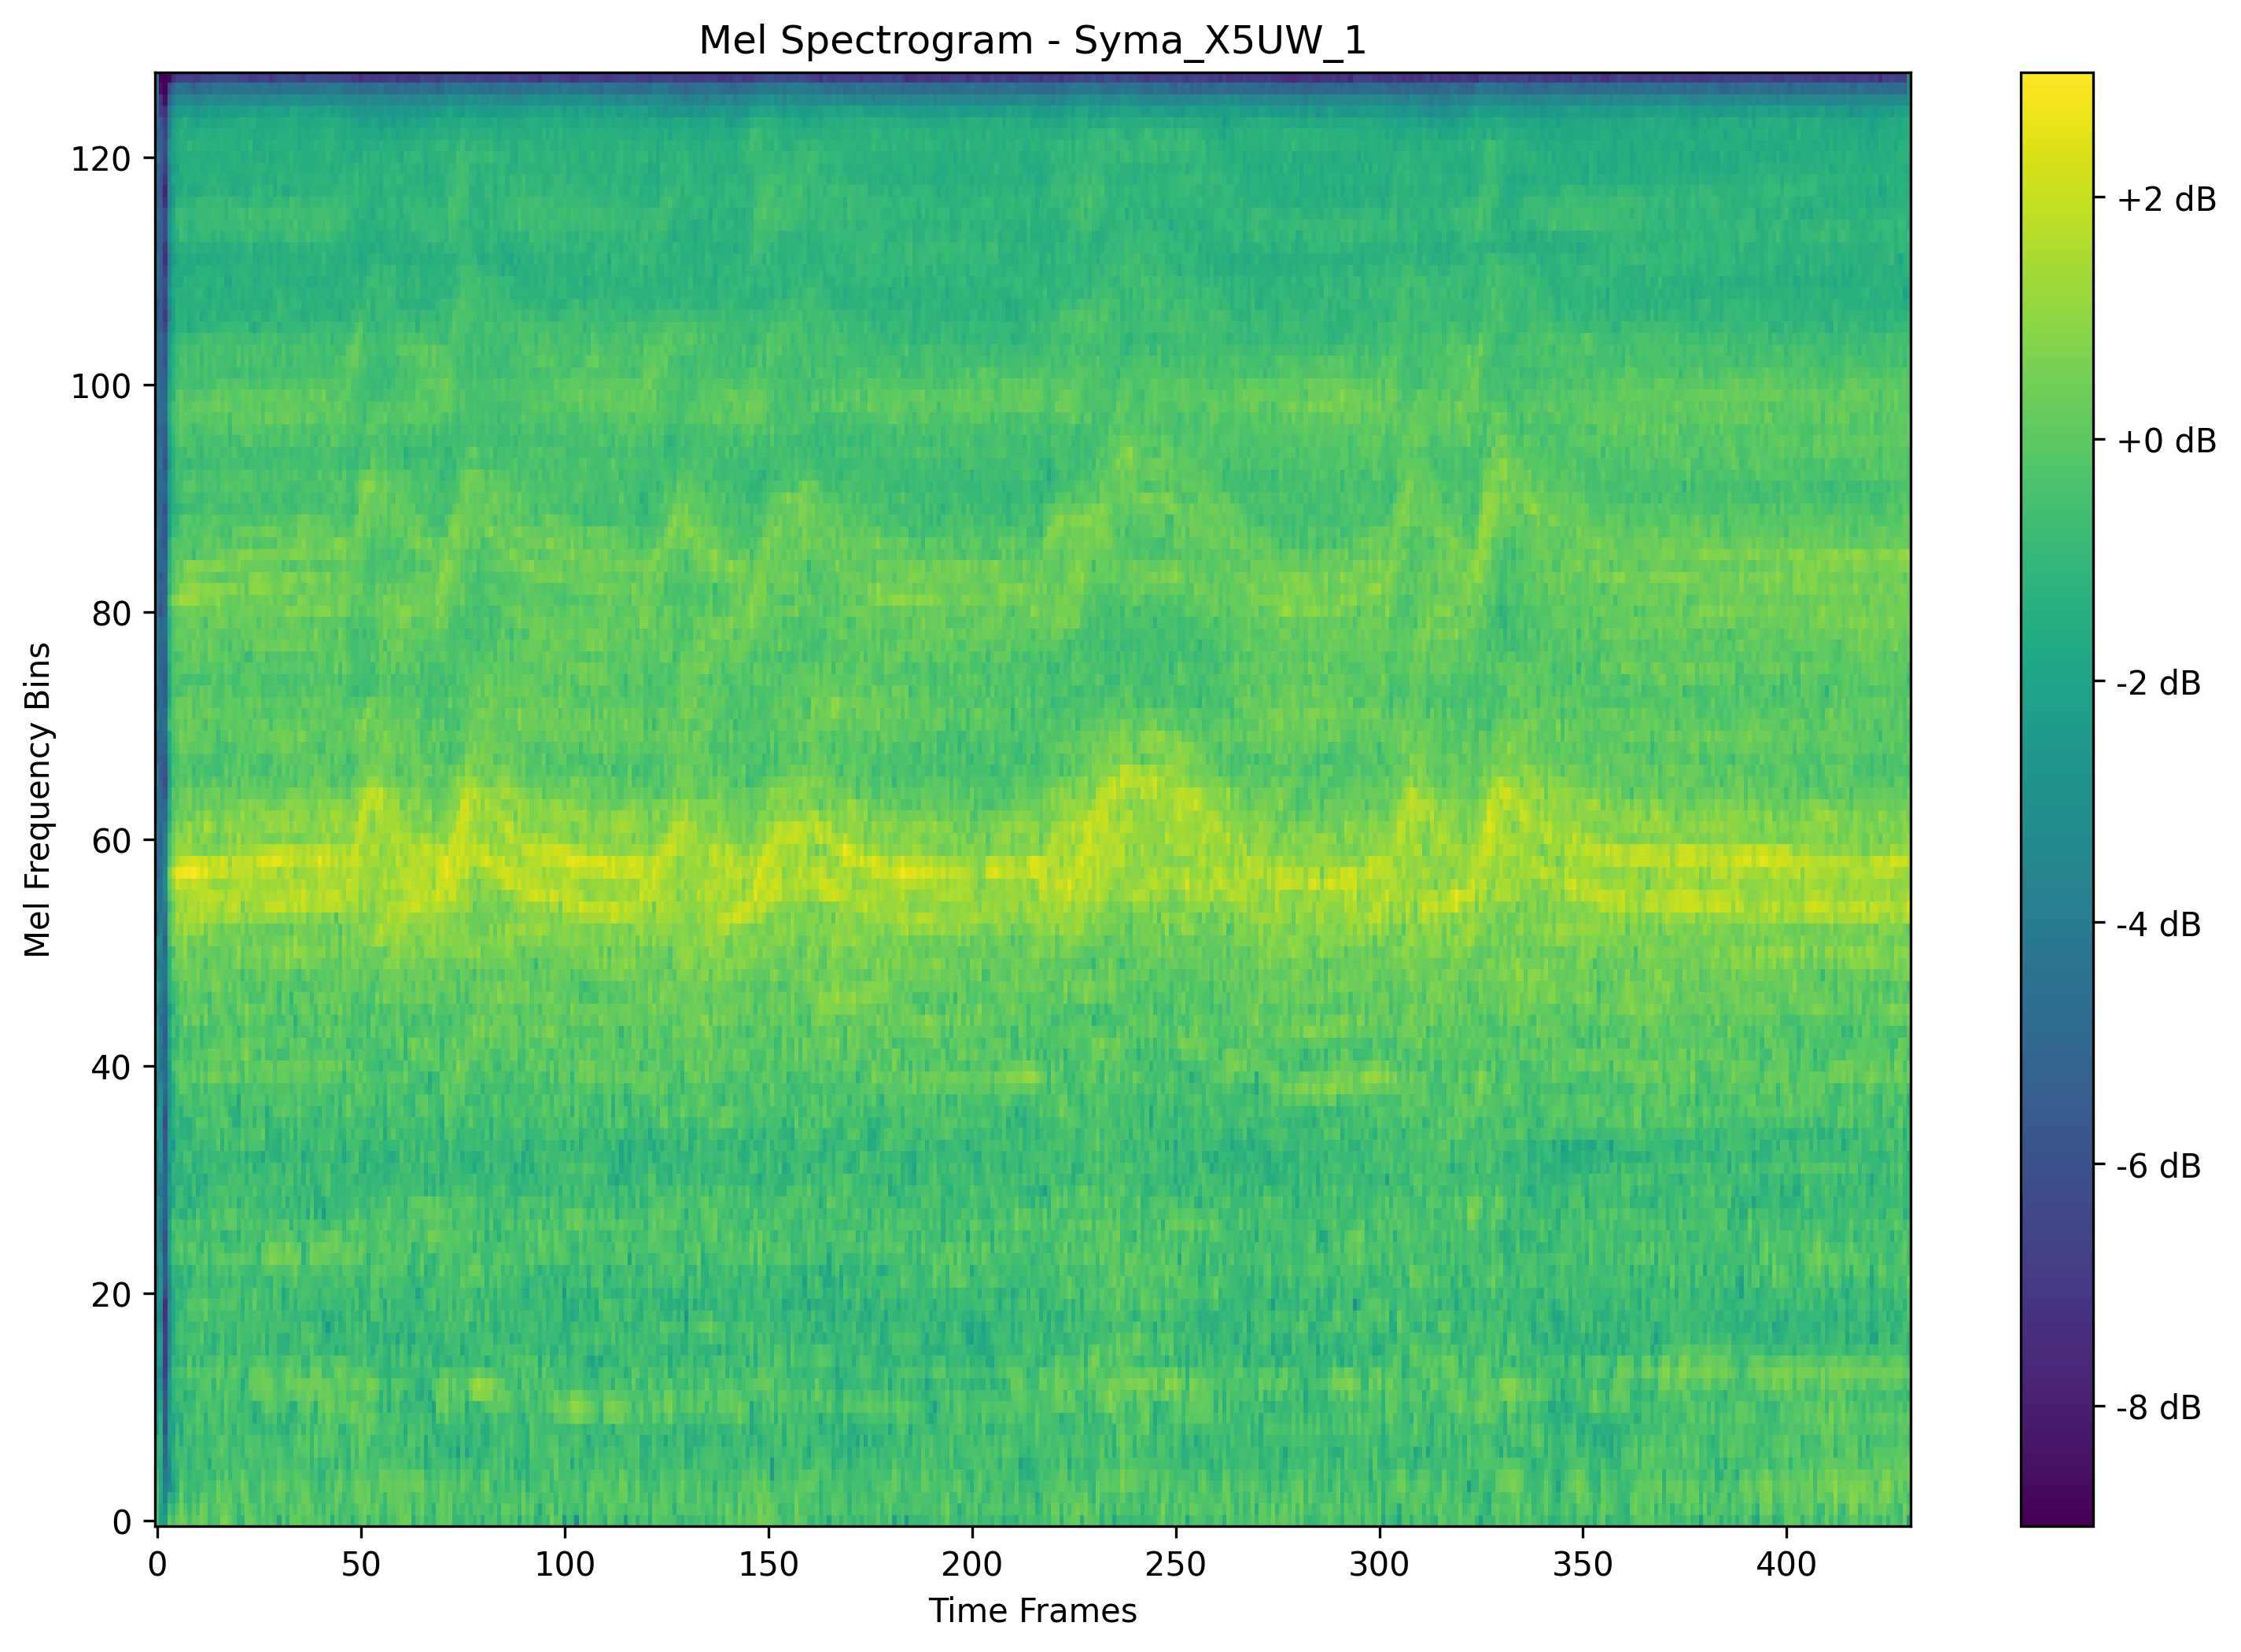 Mel Spectrogram - Syma_X5UW_1
Mel Frequency Bins
120
100
80
60
40
20
0
0 50 100 150 200 250 300 350 400
Time Frames
+2 dB
+0 dB
-2 dB
-4 dB
-6 dB
-8 dB